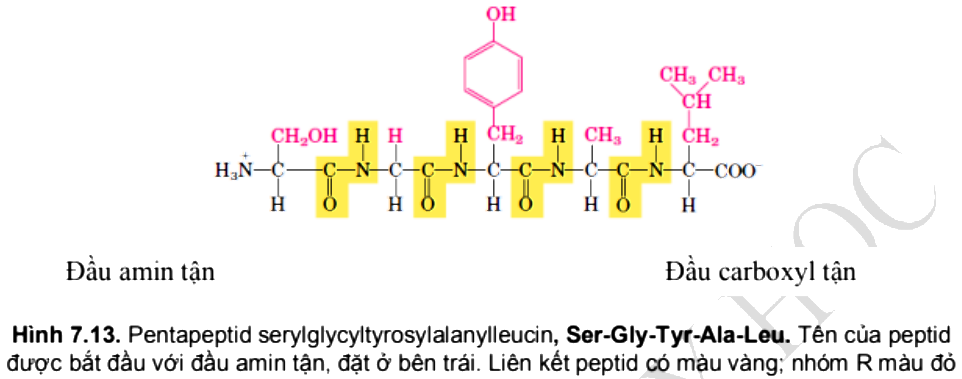 OH
CH₃ CH₃
CH
CH₂OH H H H CH₂ H CH₃ H CH₂
H₃N⁺–C–C–N–C–C–N–C–C–N–C–C–N–C–COO⁻
H O H O H O H O H
Đầu amin tận Đầu carboxyl tận
Hình 7.13. Pentapeptid serylglycyltyrosylalanylleucin, Ser-Gly-Tyr-Ala-Leu. Tên của peptid
được bắt đầu với đầu amin tận, đặt ở bên trái. Liên kết peptid có màu vàng; nhóm R màu đỏ
Y HỌC